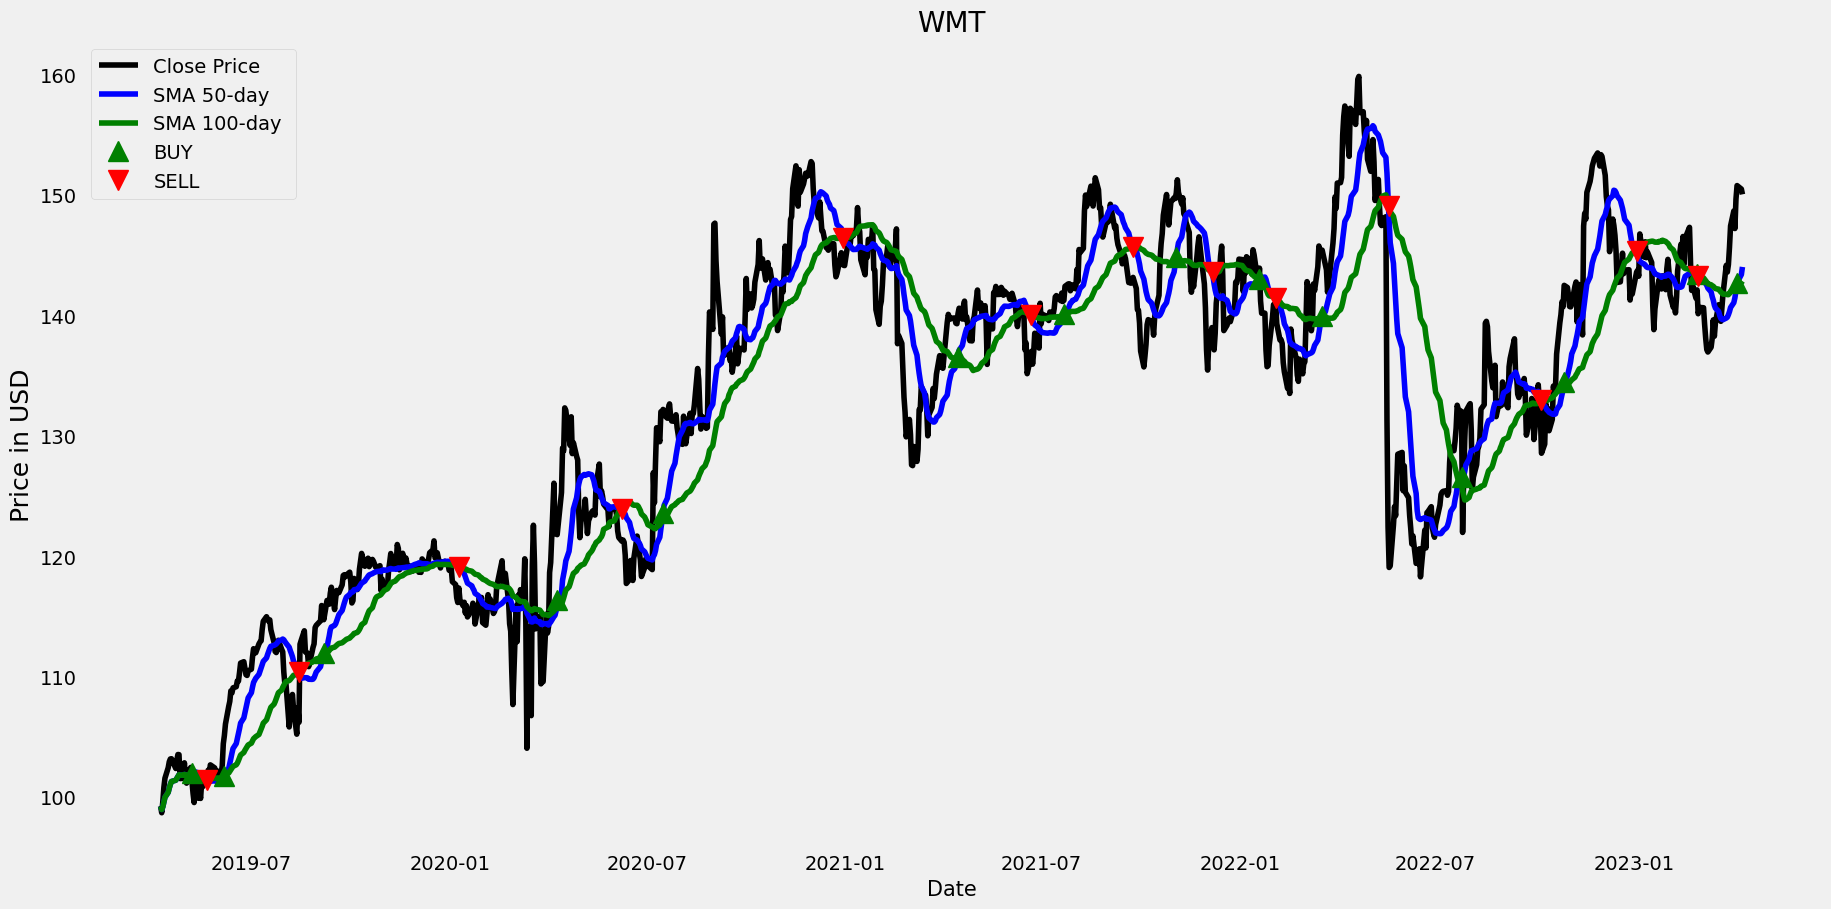 WMT
Close Price
SMA 50-day
SMA 100-day
BUY
SELL
160
150
140
130
120
110
100
Price in USD
2019-07 2020-01 2020-07 2021-01 2021-07 2022-01 2022-07 2023-01
Date